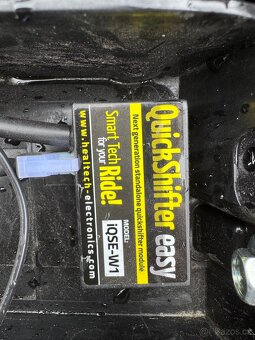 QuickShifter easy
Next generation standalone quickshifter module
Smart Tech
for your
Ride!
MODEL:
iQSE-W1
www.healtech-electronics.com